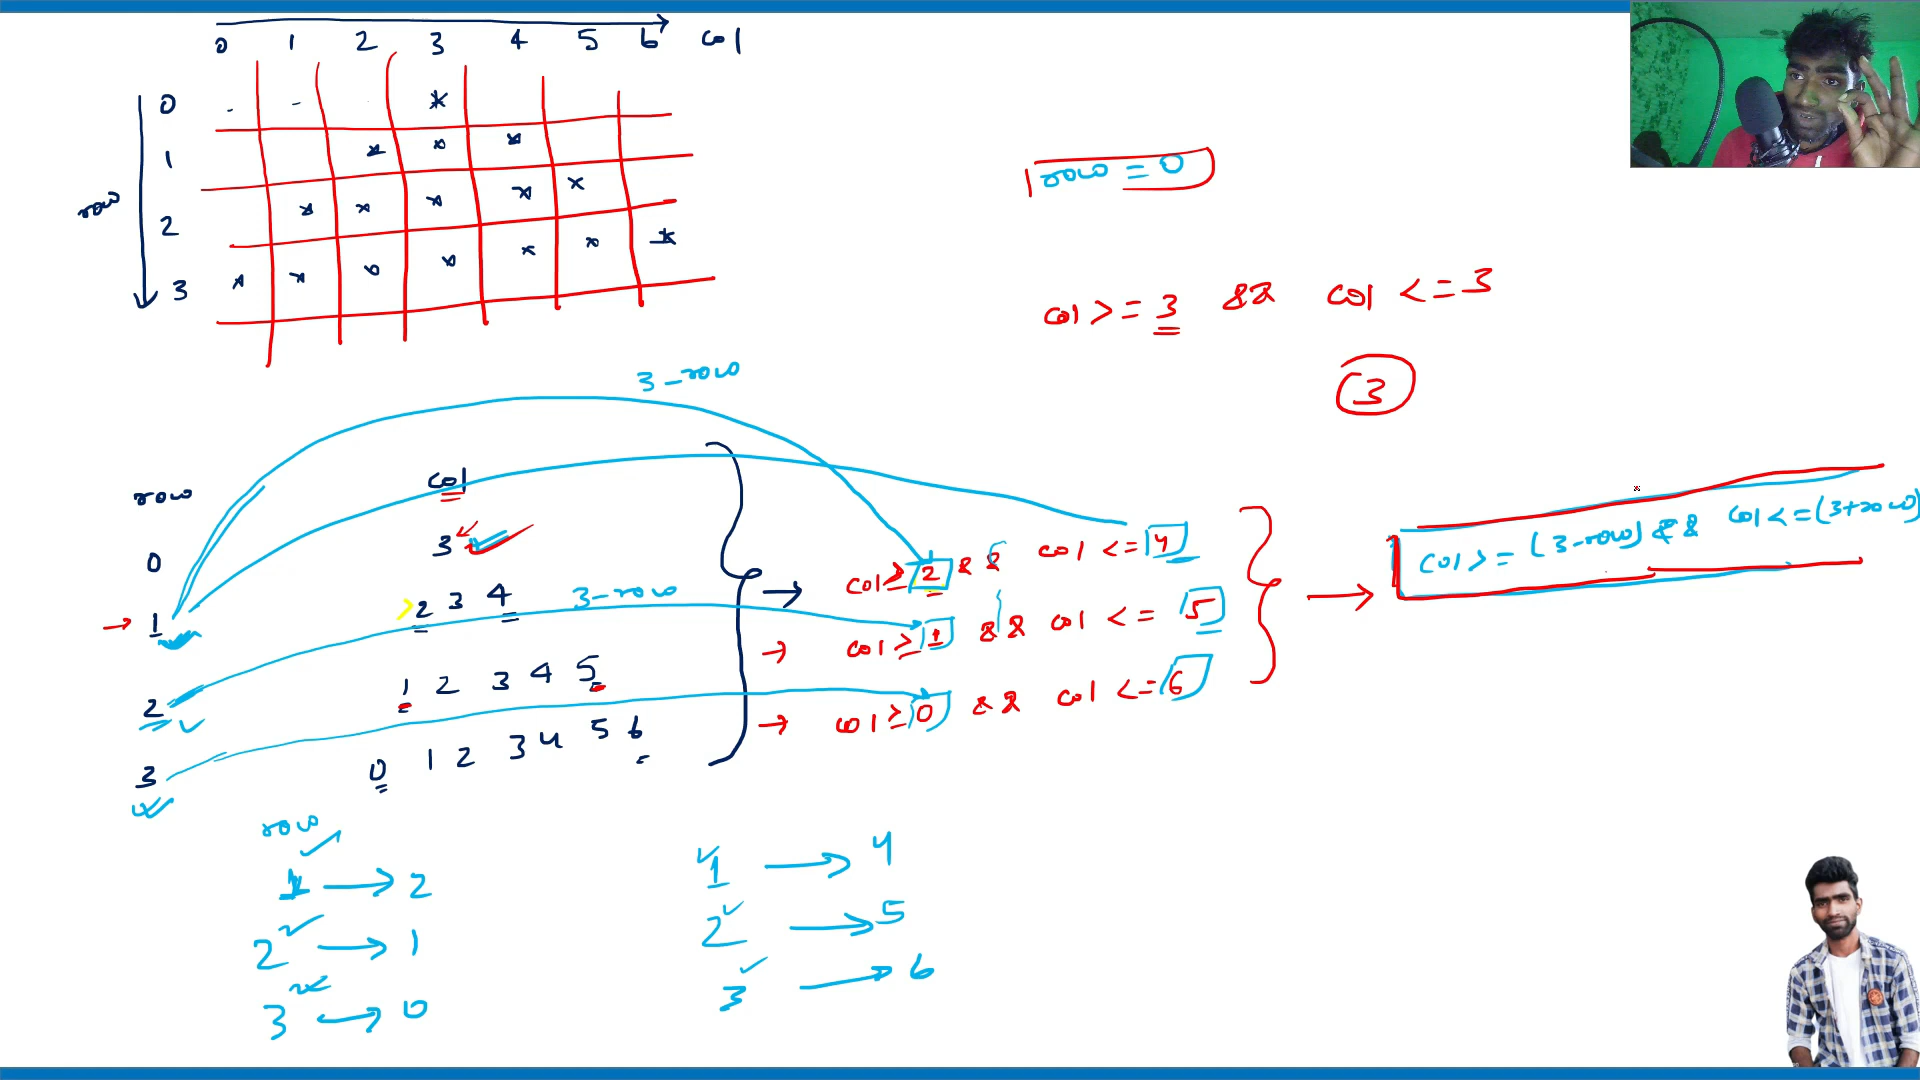 0 1 2 3 4 5 6 col
0 - - *
1 * * *
row
2 * * * * *
3 * * * * * * *
row = 0
col >= 3 && col <= 3
3
3-row
row col
0 3
1 2 3 4 3-row → col ≥ 2 && col <= 4
→ col >= (3-row) && col <= (3+row)
2 1 2 3 4 5 → col ≥ 1 && col <= 5
3 0 1 2 3 4 5 6 → col ≥ 0 && col <= 6
row
1 → 2 1 → 4
2 → 1 2 → 5
3 → 0 3 → 6